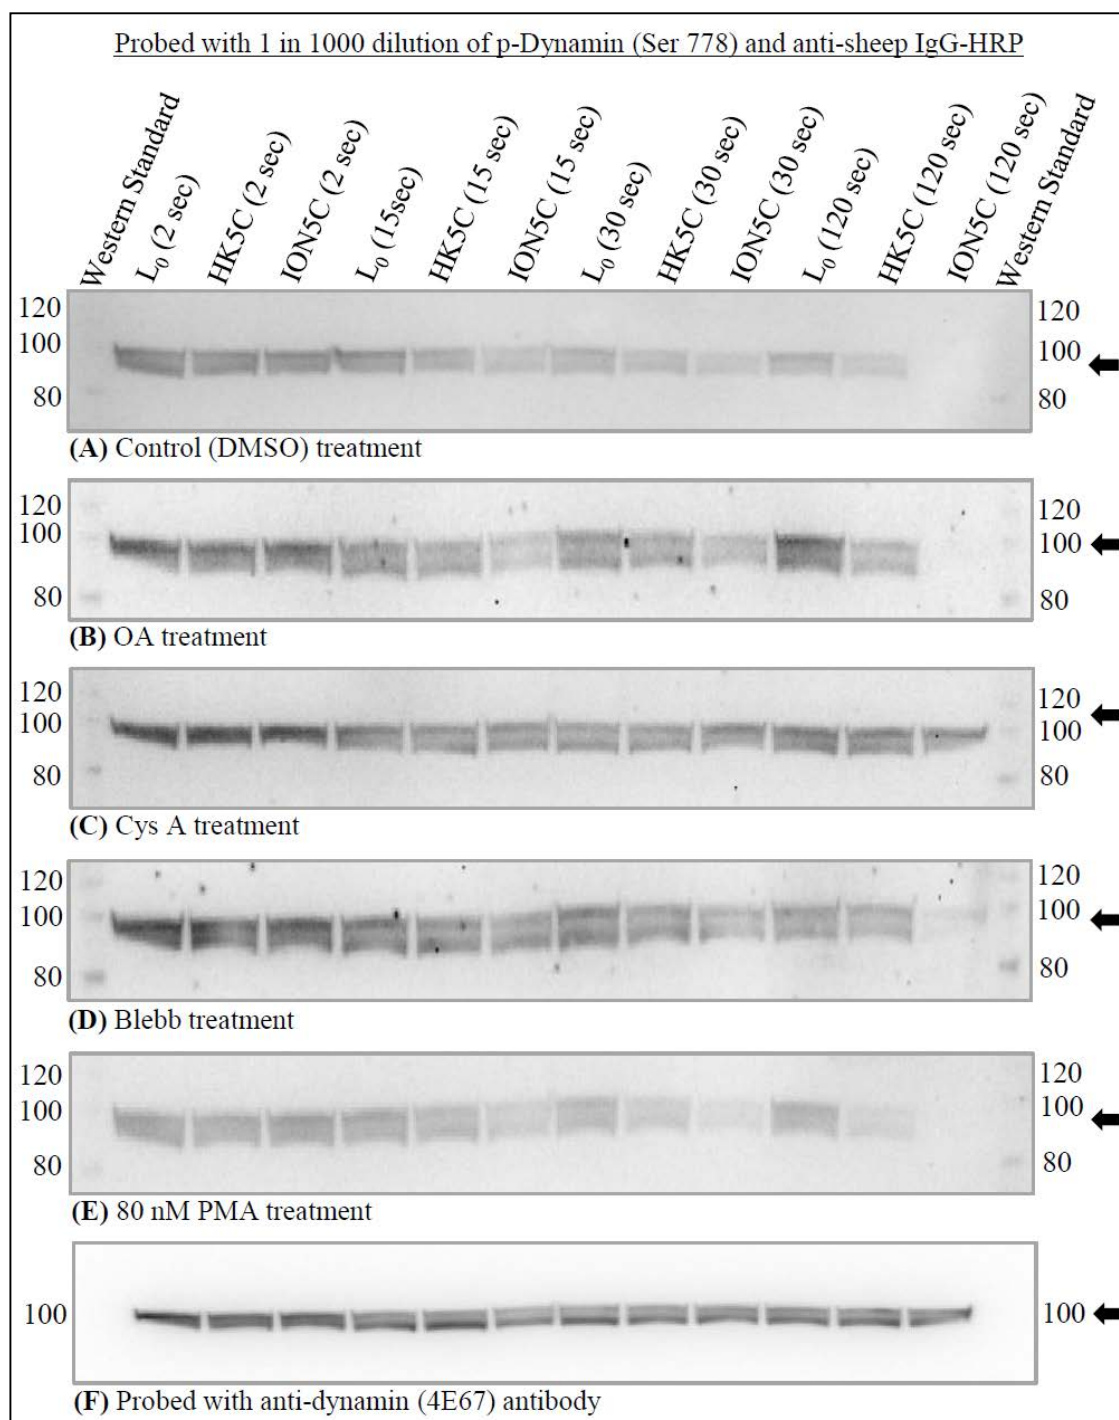 Probed with 1 in 1000 dilution of p-Dynamin (Ser 778) and anti-sheep IgG-HRP
Western Standard
L0 (2 sec)
HK5C (2 sec)
ION5C (2 sec)
L0 (15sec)
HK5C (15 sec)
ION5C (15 sec)
L0 (30 sec)
HK5C (30 sec)
ION5C (30 sec)
L0 (120 sec)
HK5C (120 sec)
ION5C (120 sec)
Western Standard
120 120
100 100
80 80
(A) Control (DMSO) treatment
120 120
100 100
80 80
(B) OA treatment
120 120
100 100
80 80
(C) Cys A treatment
120 120
100 100
80 80
(D) Blebb treatment
120 120
100 100
80 80
(E) 80 nM PMA treatment
100 100
(F) Probed with anti-dynamin (4E67) antibody